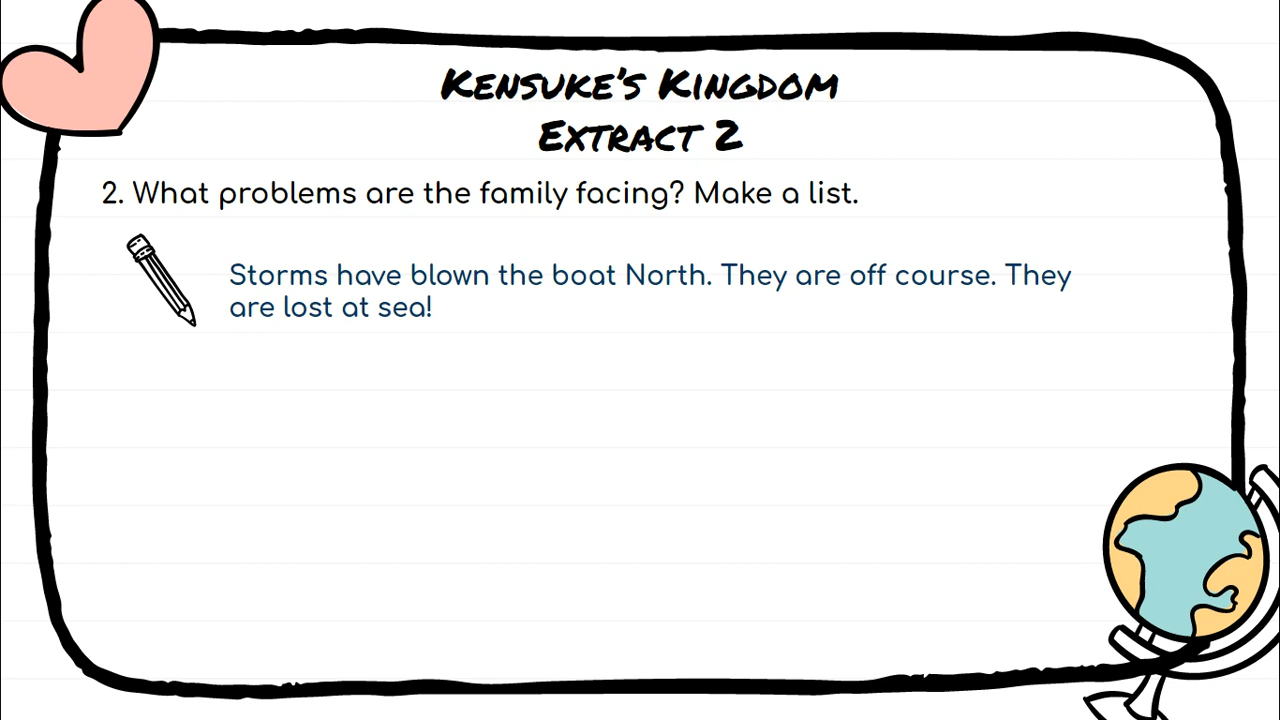 Kensuke's Kingdom
Extract 2
2. What problems are the family facing? Make a list.
Storms have blown the boat North. They are off course. They
are lost at sea!